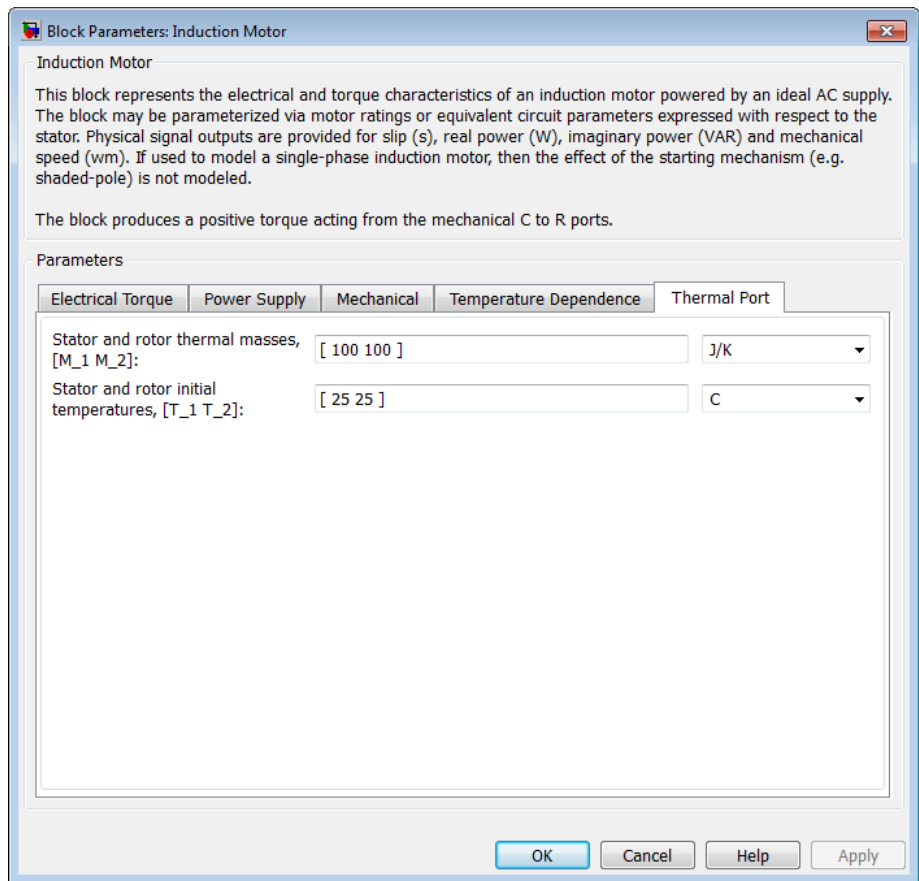 Block Parameters: Induction Motor
Induction Motor
This block represents the electrical and torque characteristics of an induction motor powered by an ideal AC supply.
The block may be parameterized via motor ratings or equivalent circuit parameters expressed with respect to the
stator. Physical signal outputs are provided for slip (s), real power (W), imaginary power (VAR) and mechanical
speed (wm). If used to model a single-phase induction motor, then the effect of the starting mechanism (e.g.
shaded-pole) is not modeled.
The block produces a positive torque acting from the mechanical C to R ports.
Parameters
Electrical Torque Power Supply Mechanical Temperature Dependence Thermal Port
Stator and rotor thermal masses,
[M_1 M_2]:
[ 100 100 ]
J/K
Stator and rotor initial
temperatures, [T_1 T_2]:
[ 25 25 ]
C
OK Cancel Help Apply